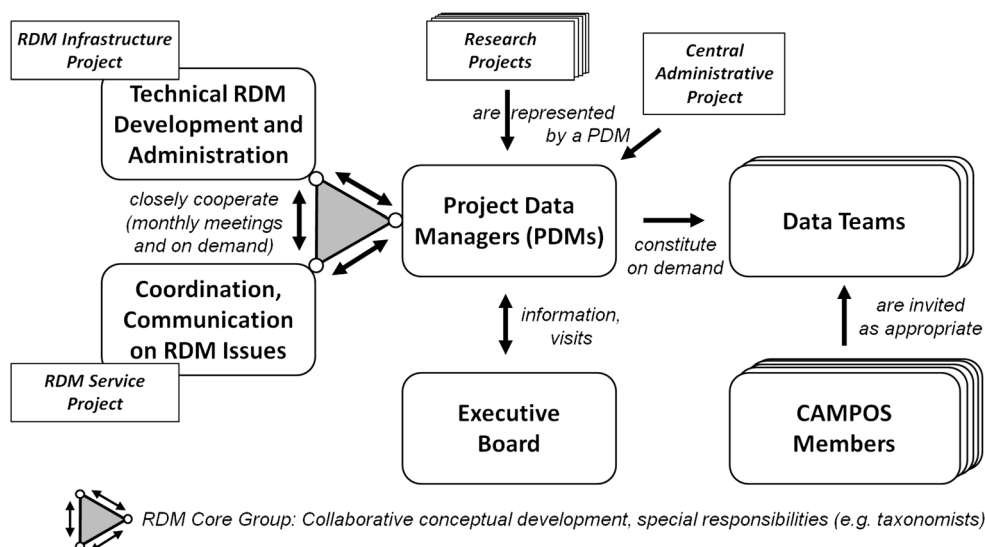 RDM Infrastructure
Project
Technical RDM
Development and
Administration
Research
Projects
Central
Administrative
Project
are represented
by a PDM
closely cooperate
(monthly meetings
and on demand)
Project Data
Managers (PDMs)
constitute
on demand
Data Teams
Coordination,
Communication
on RDM Issues
RDM Service
Project
information,
visits
are invited
as appropriate
Executive
Board
CAMPOS
Members
RDM Core Group: Collaborative conceptual development, special responsibilities (e.g. taxonomists)